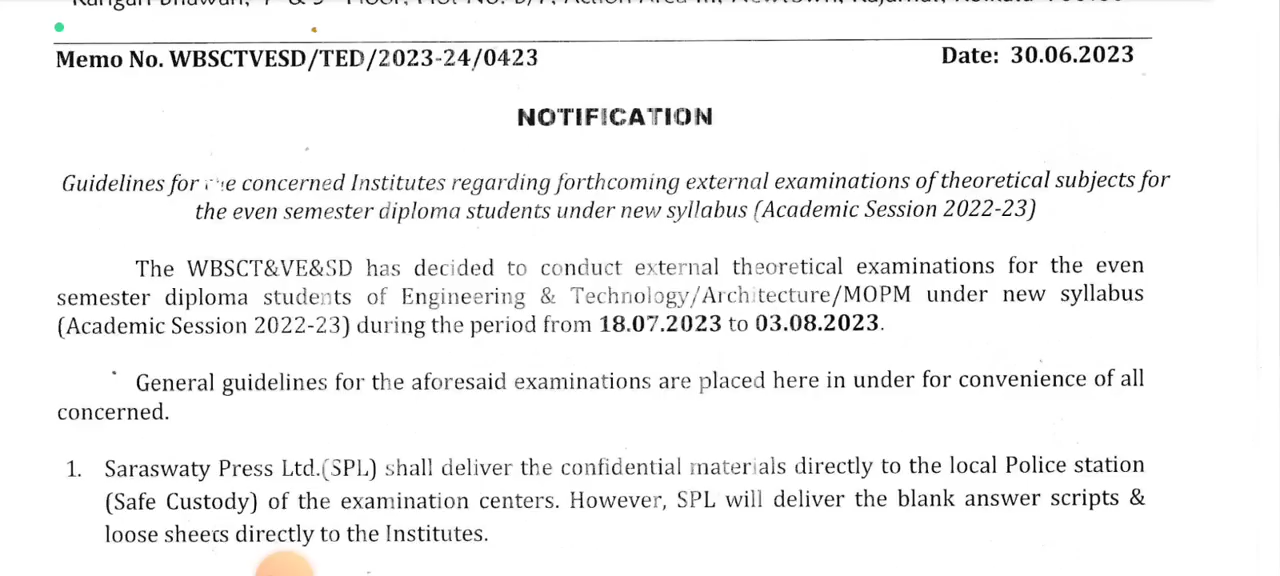 Memo No. WBSCTVESD/TED/2023-24/0423 Date: 30.06.2023
NOTIFICATION
Guidelines for concerned Institutes regarding forthcoming external examinations of theoretical subjects for
the even semester diploma students under new syllabus (Academic Session 2022-23)
The WBSCT&VE&SD has decided to conduct external theoretical examinations for the even
semester diploma students of Engineering & Technology/Architecture/MOPM under new syllabus
(Academic Session 2022-23) during the period from 18.07.2023 to 03.08.2023.
General guidelines for the aforesaid examinations are placed here in under for convenience of all
concerned.
1. Saraswaty Press Ltd.(SPL) shall deliver the confidential materials directly to the local Police station
(Safe Custody) of the examination centers. However, SPL will deliver the blank answer scripts &
loose sheets directly to the Institutes.